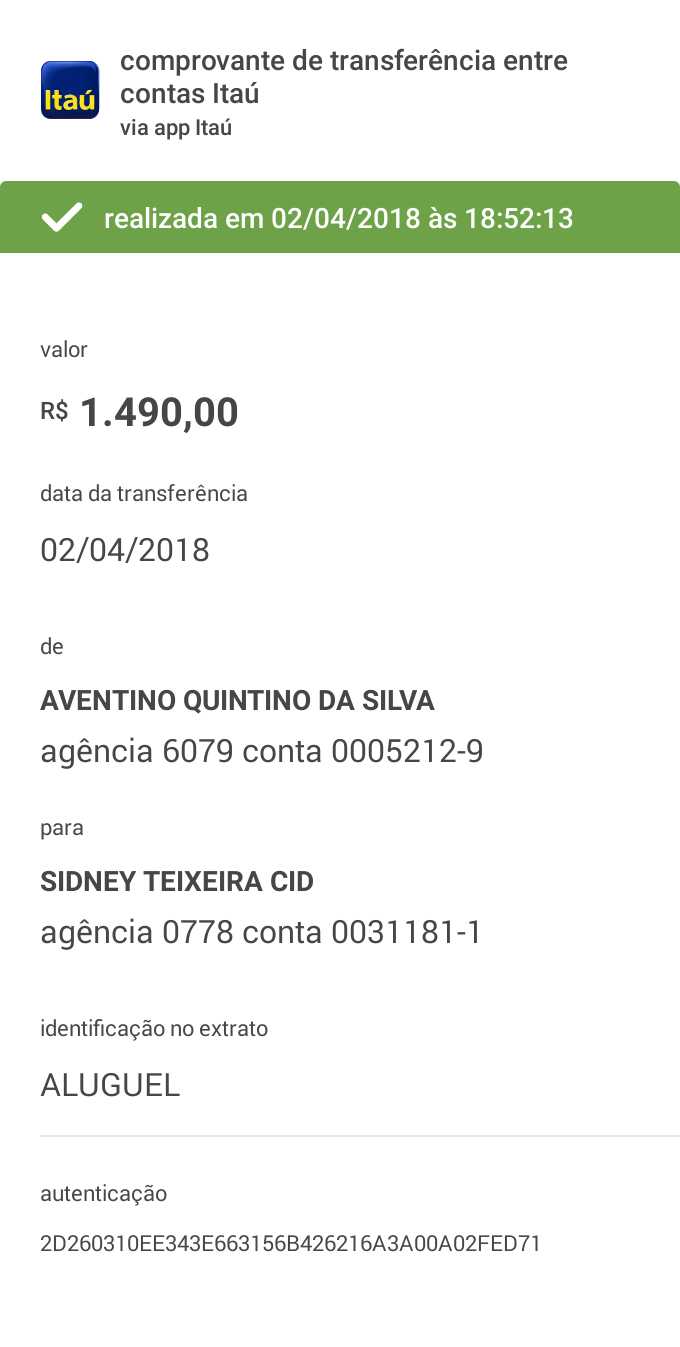 comprovante de transferência entre
contas Itaú
Itaú
via app Itaú
realizada em 02/04/2018 às 18:52:13
valor
R$ 1.490,00
data da transferência
02/04/2018
de
AVENTINO QUINTINO DA SILVA
agência 6079 conta 0005212-9
para
SIDNEY TEIXEIRA CID
agência 0778 conta 0031181-1
identificação no extrato
ALUGUEL
autenticação
2D260310EE343E663156B426216A3A00A02FED71